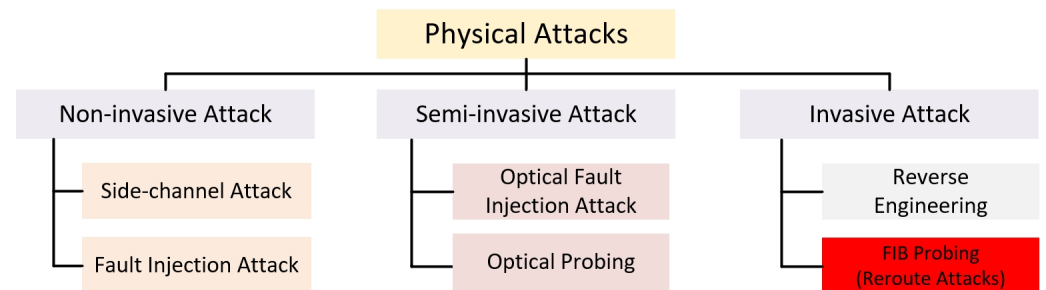 Physical Attacks
Non-invasive Attack
Side-channel Attack
Fault Injection Attack
Semi-invasive Attack
Optical Fault
Injection Attack
Optical Probing
Invasive Attack
Reverse
Engineering
FIB Probing
(Reroute Attacks)